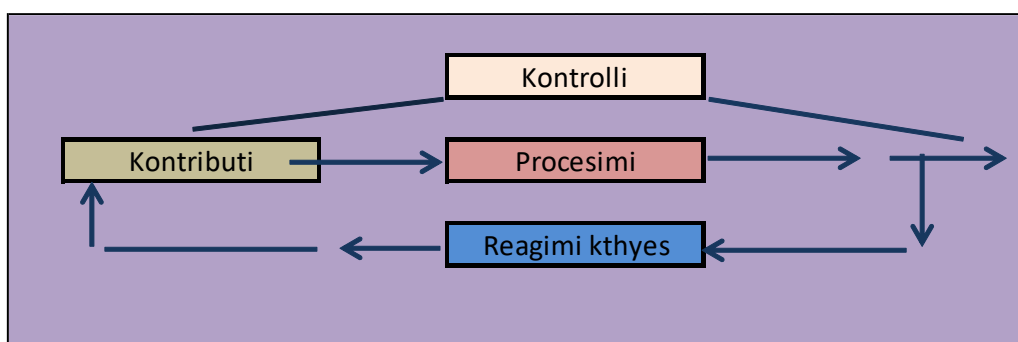 Kontrolli
Kontributi
Procesimi
Reagimi kthyes